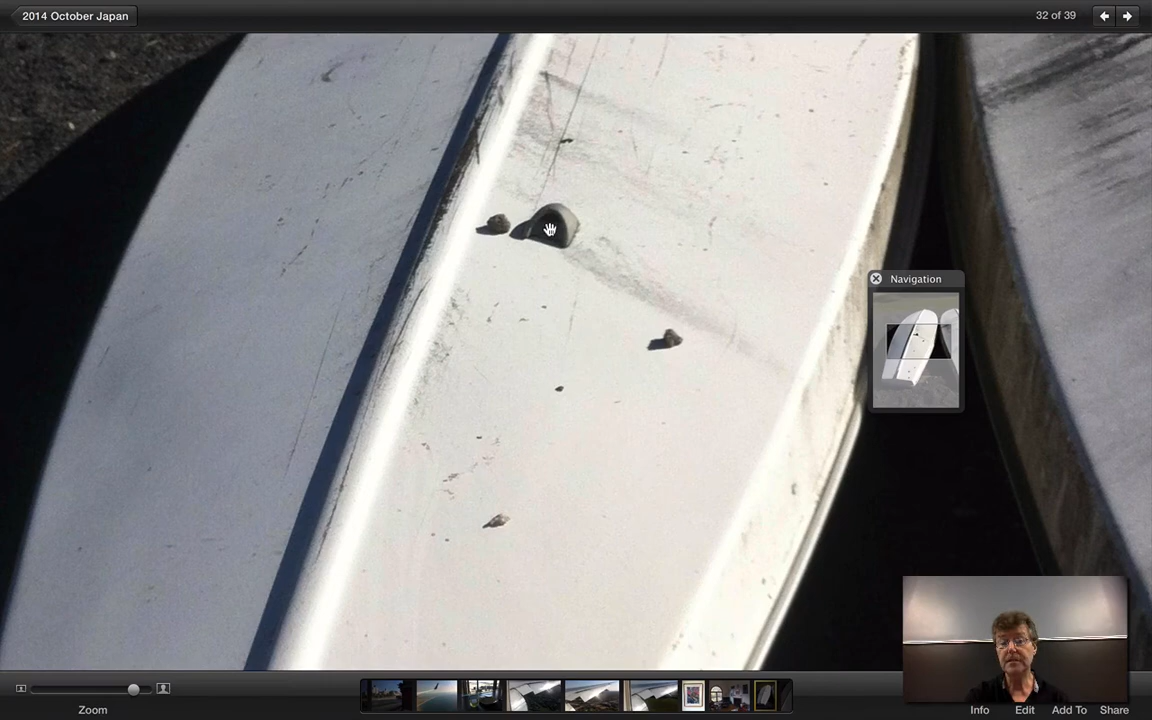 2014 October Japan
32 of 39
Navigation
Zoom
Info
Edit
Add To
Share